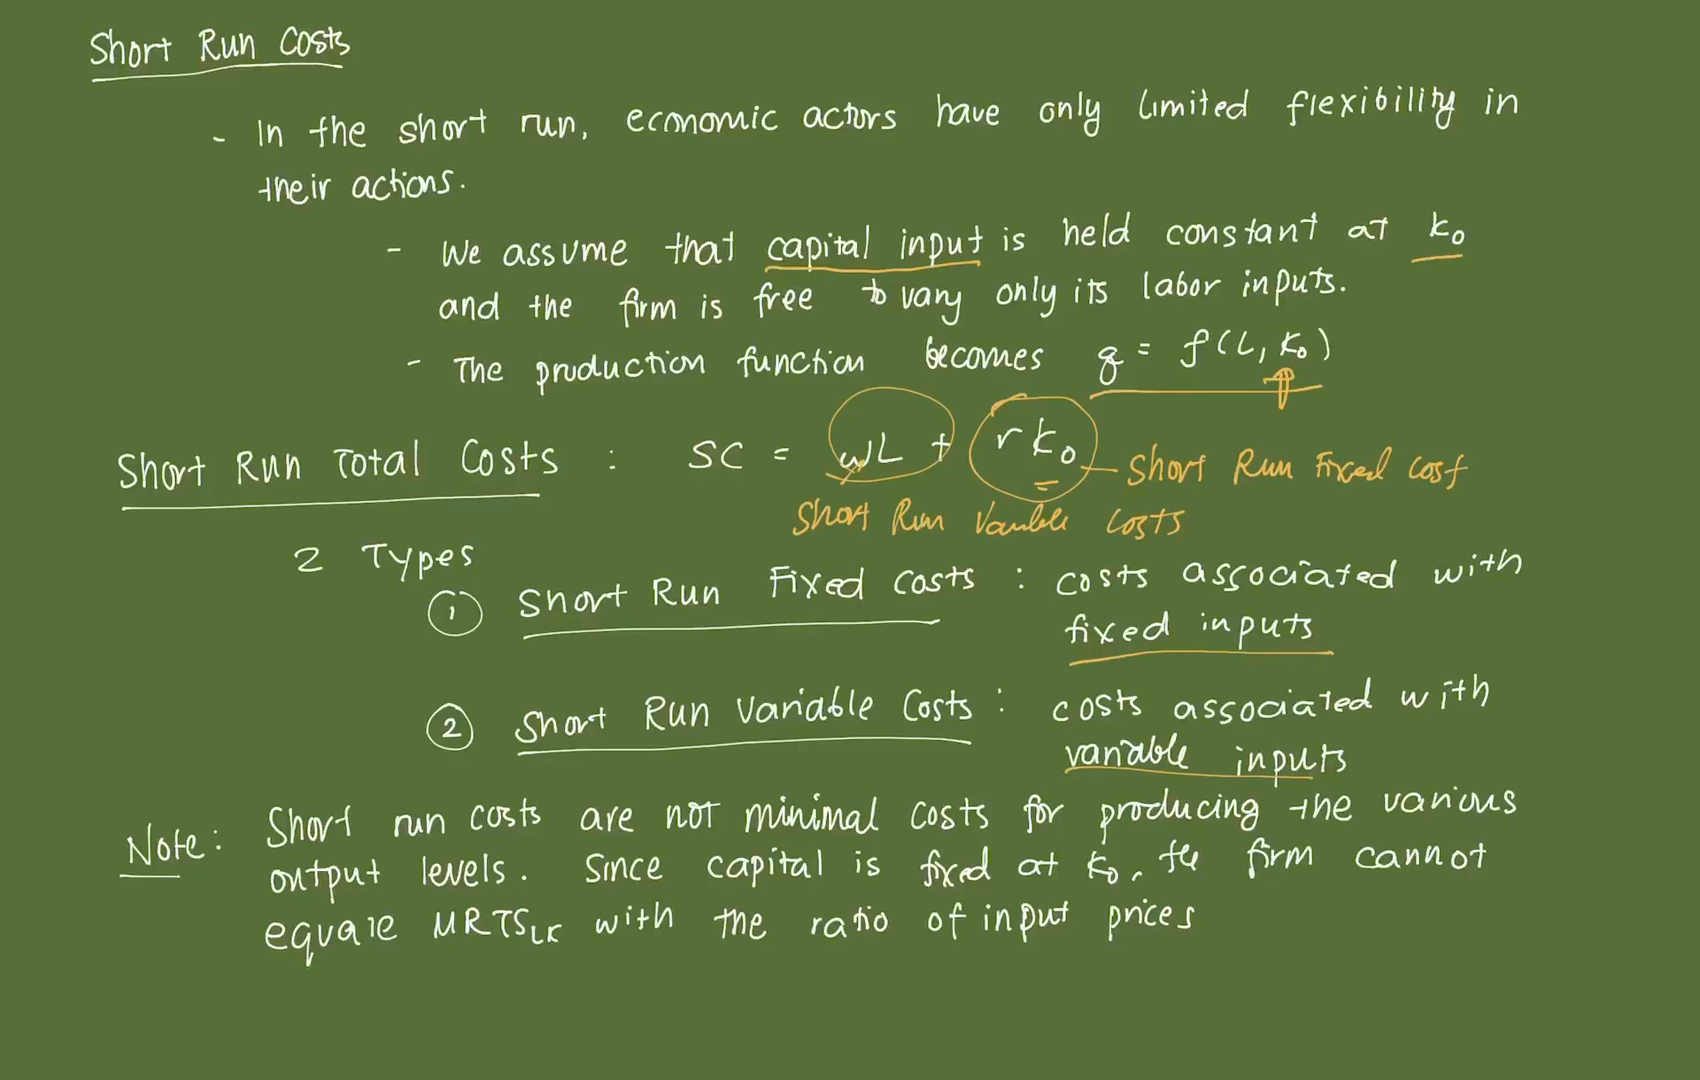 Short Run Costs
- In the short run, economic actors have only limited flexibility in
their actions.
- We assume that capital input is held constant at k₀
and the firm is free to vary only its labor inputs.
- The production function becomes q = f(L, k₀)
Short Run Total Costs : SC = wL + rk₀ - Short Run Fixed Cost
Short Run Variable Costs
2 Types
① Short Run Fixed Costs : costs associated with
fixed inputs
② Short Run Variable Costs : costs associated with
variable inputs
Note: Short run costs are not minimal costs for producing the various
output levels. Since capital is fixed at k₀, the firm cannot
equate MRTS_LK with the ratio of input prices